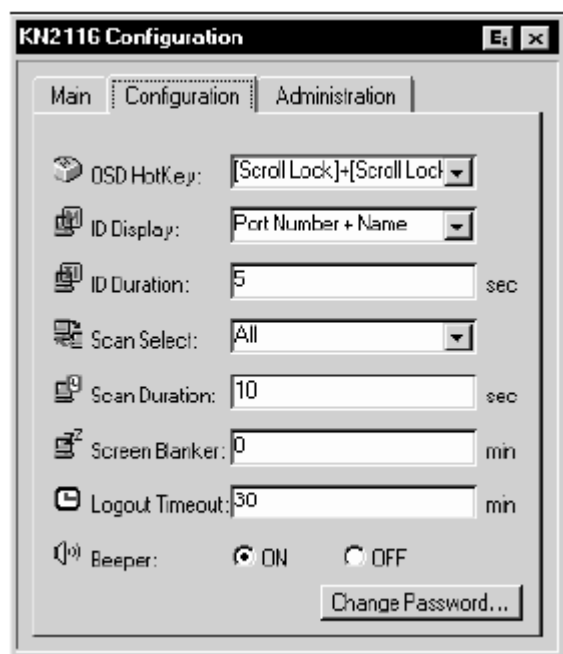 KN2116 Configuration
Main Configuration Administration
OSD HotKey: [Scroll Lock]+[Scroll Lock
ID Display: Port Number + Name
ID Duration: 5 sec
Scan Select: All
Scan Duration: 10 sec
Screen Blanker: 0 min
Logout Timeout: 30 min
Beeper: ON OFF
Change Password...